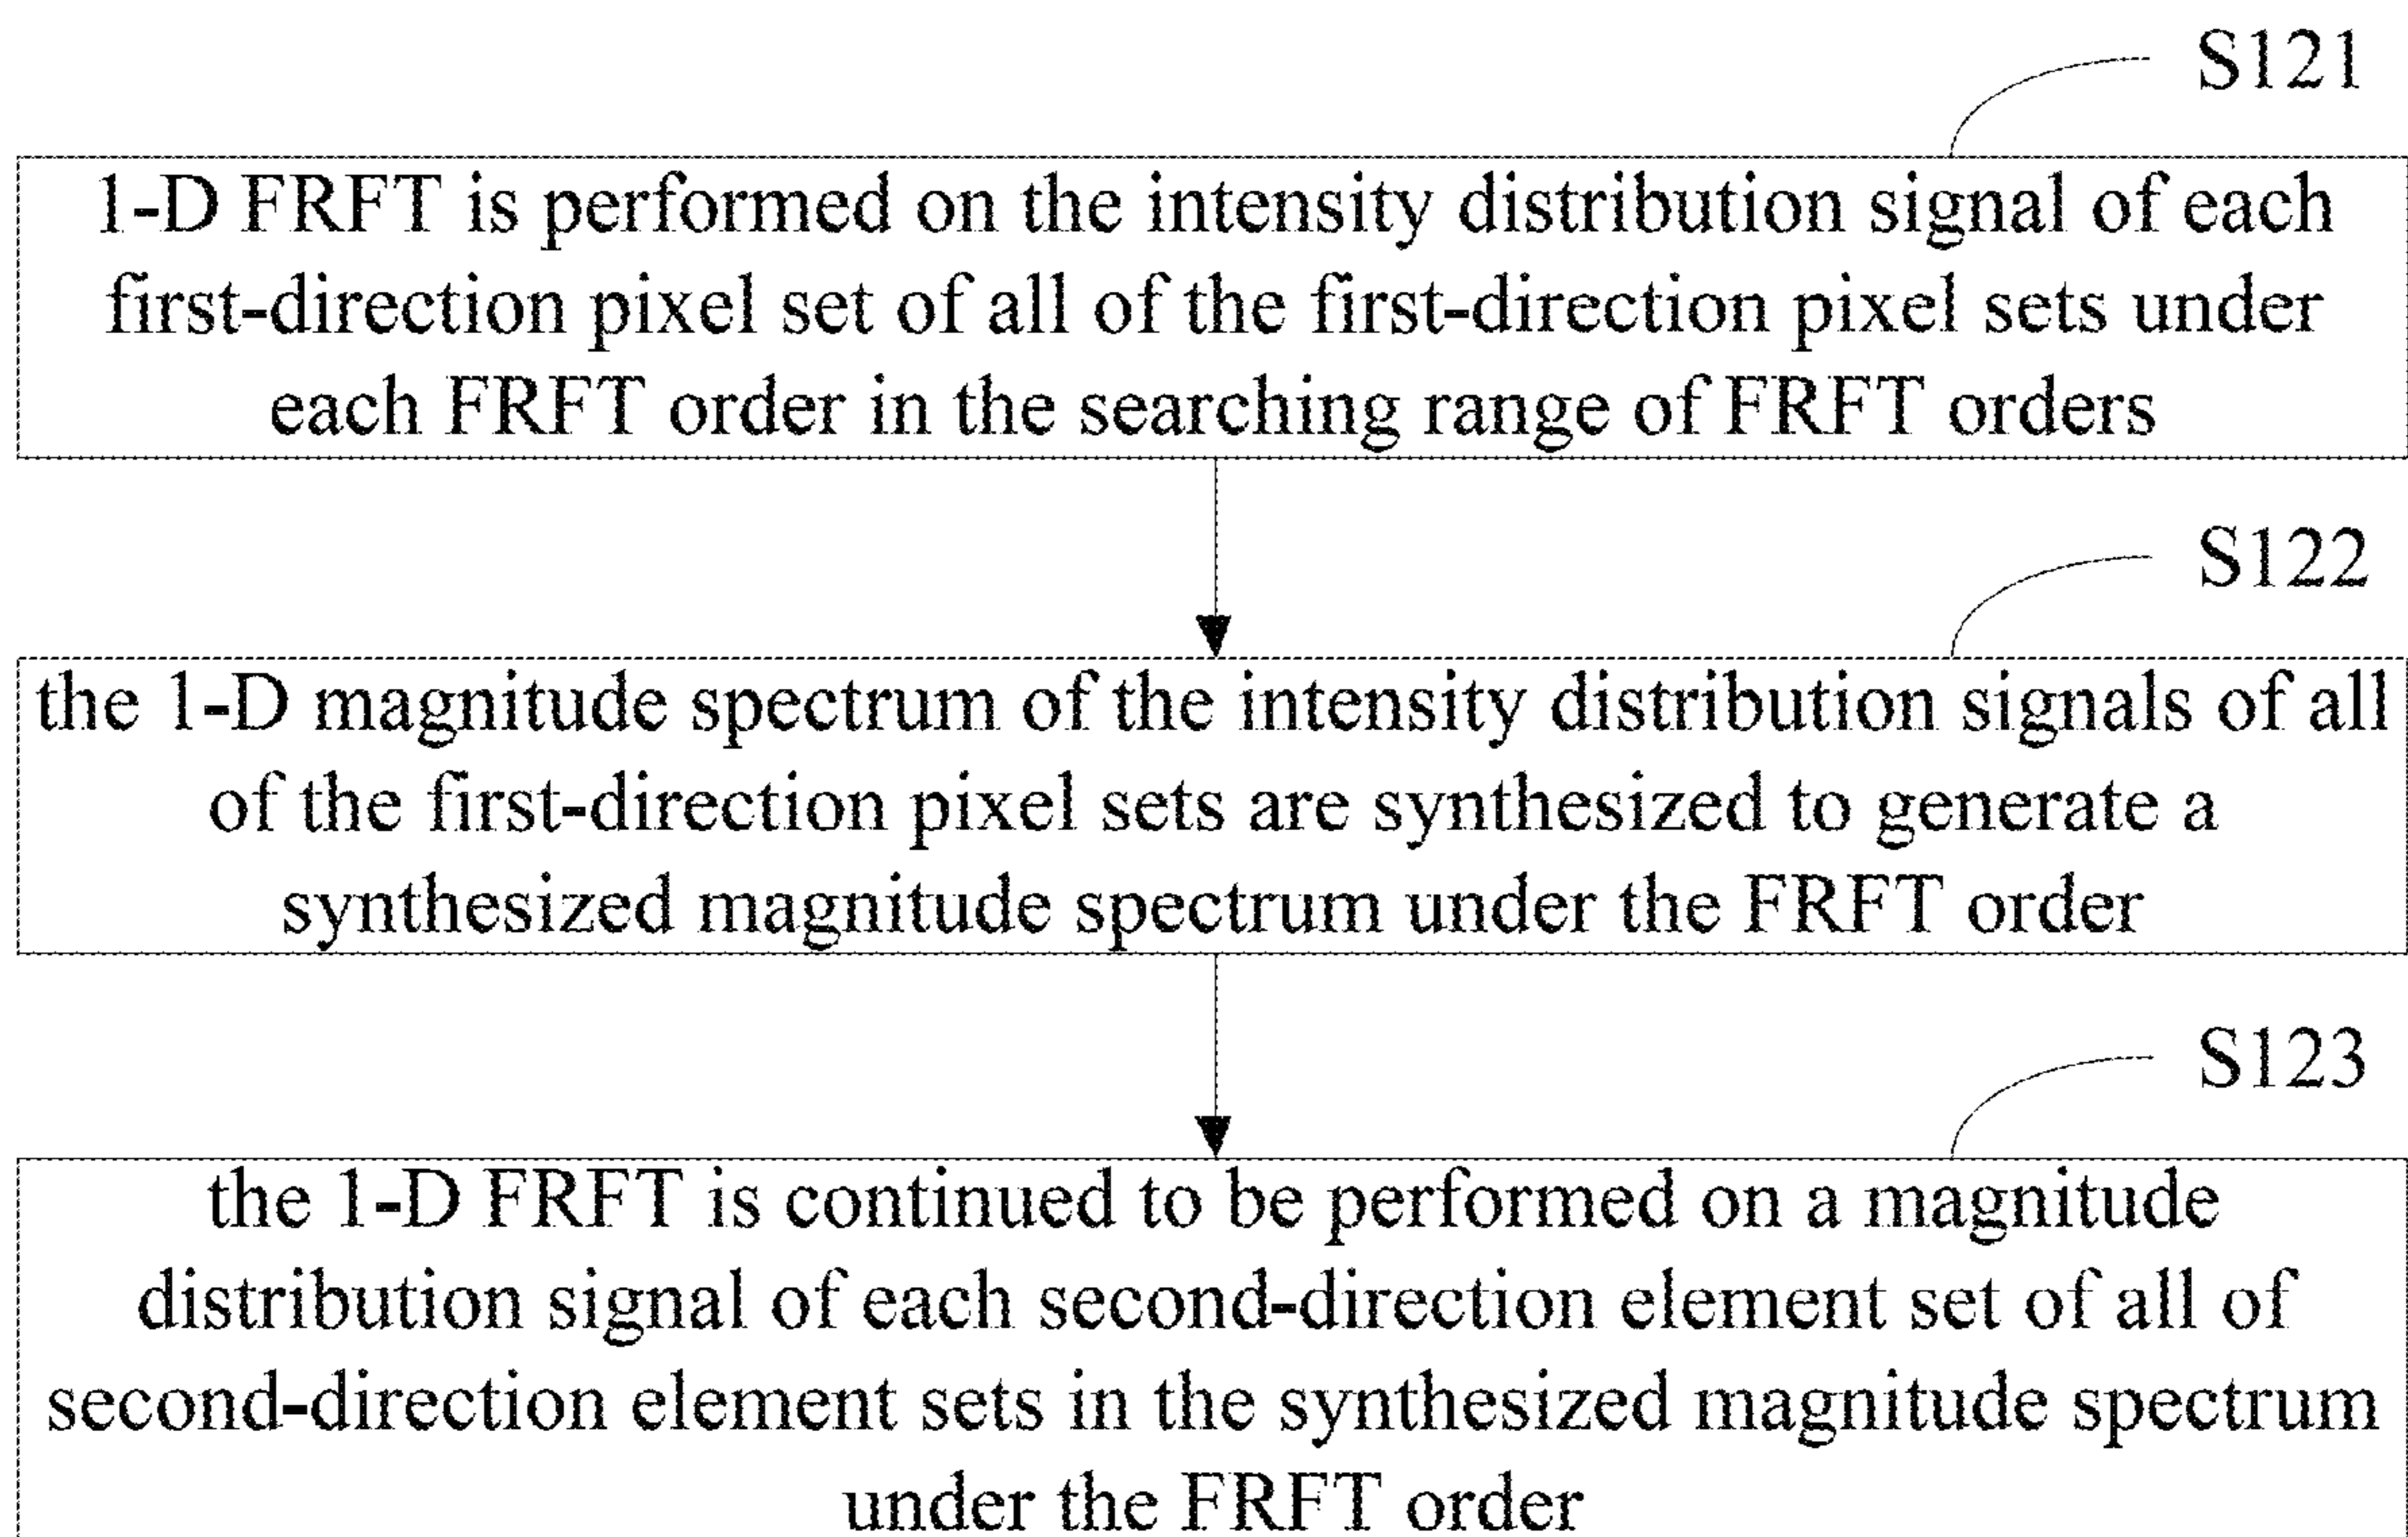 S121
1-D FRFT is performed on the intensity distribution signal of each
first-direction pixel set of all of the first-direction pixel sets under
each FRFT order in the searching range of FRFT orders
S122
the 1-D magnitude spectrum of the intensity distribution signals of all
of the first-direction pixel sets are synthesized to generate a
synthesized magnitude spectrum under the FRFT order
S123
the 1-D FRFT is continued to be performed on a magnitude
distribution signal of each second-direction element set of all of
second-direction element sets in the synthesized magnitude spectrum
under the FRFT order